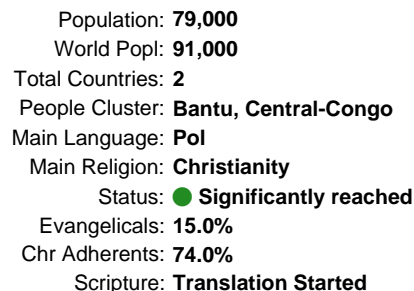 Population: 79,000
World Popl: 91,000
Total Countries: 2
People Cluster: Bantu, Central-Congo
Main Language: Pol
Main Religion: Christianity
Status: Significantly reached
Evangelicals: 15.0%
Chr Adherents: 74.0%
Scripture: Translation Started